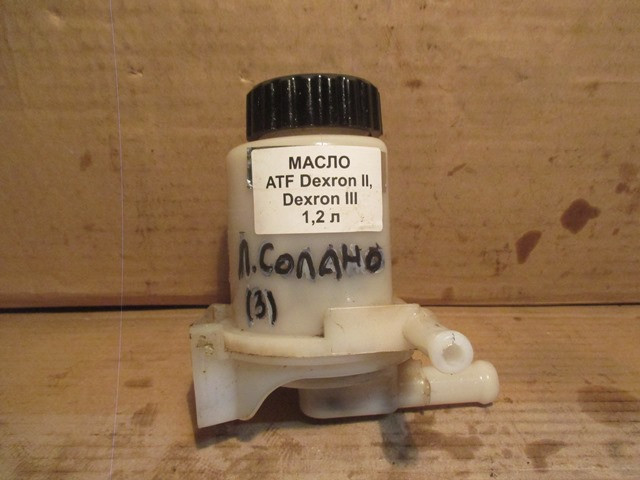 МАСЛО
ATF Dexron II,
Dexron III
1,2 л
Л.СОЛАНО
(3)